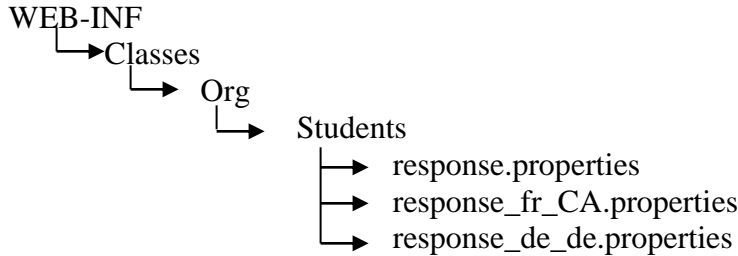 WEB-INF
Classes
Org
Students
response.properties
response_fr_CA.properties
response_de_de.properties